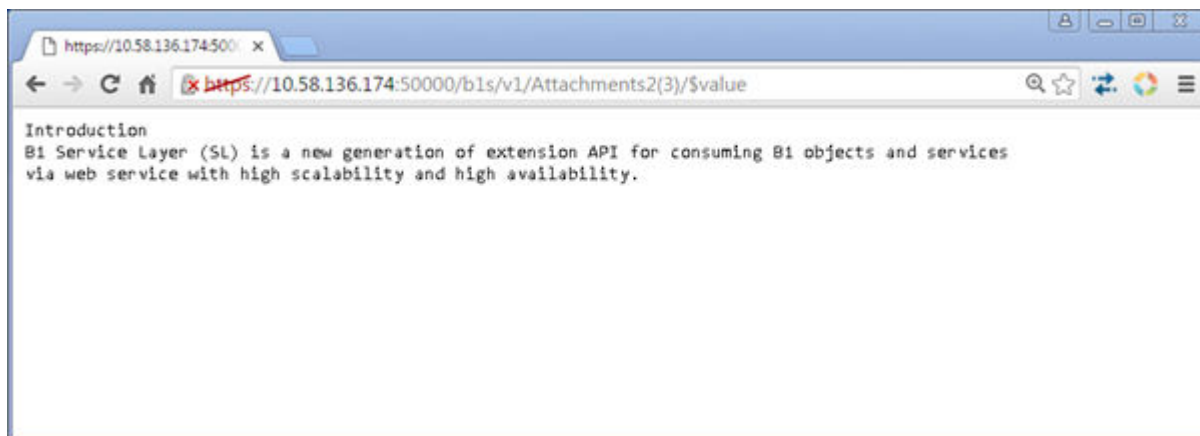 https://10.58.136.174:500
https://10.58.136.174:50000/b1s/v1/Attachments2(3)/$value
Introduction
B1 Service Layer (SL) is a new generation of extension API for consuming B1 objects and services
via web service with high scalability and high availability.